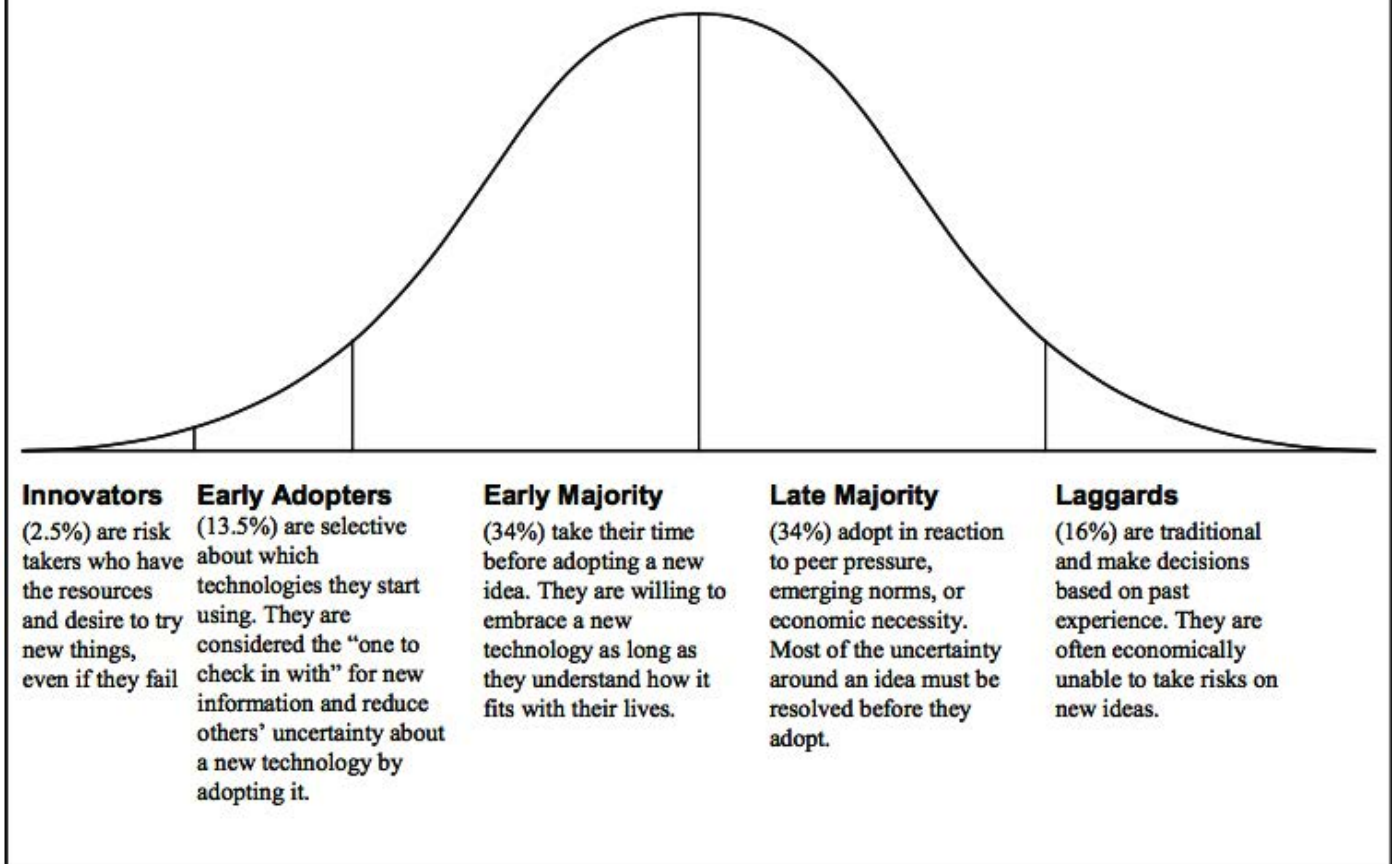 Innovators
(2.5%) are risk
takers who have
the resources
and desire to try
new things,
even if they fail
Early Adopters
(13.5%) are selective
about which
technologies they start
using. They are
considered the “one to
check in with” for new
information and reduce
others’ uncertainty about
a new technology by
adopting it.
Early Majority
(34%) take their time
before adopting a new
idea. They are willing to
embrace a new
technology as long as
they understand how it
fits with their lives.
Late Majority
(34%) adopt in reaction
to peer pressure,
emerging norms, or
economic necessity.
Most of the uncertainty
around an idea must be
resolved before they
adopt.
Laggards
(16%) are traditional
and make decisions
based on past
experience. They are
often economically
unable to take risks on
new ideas.